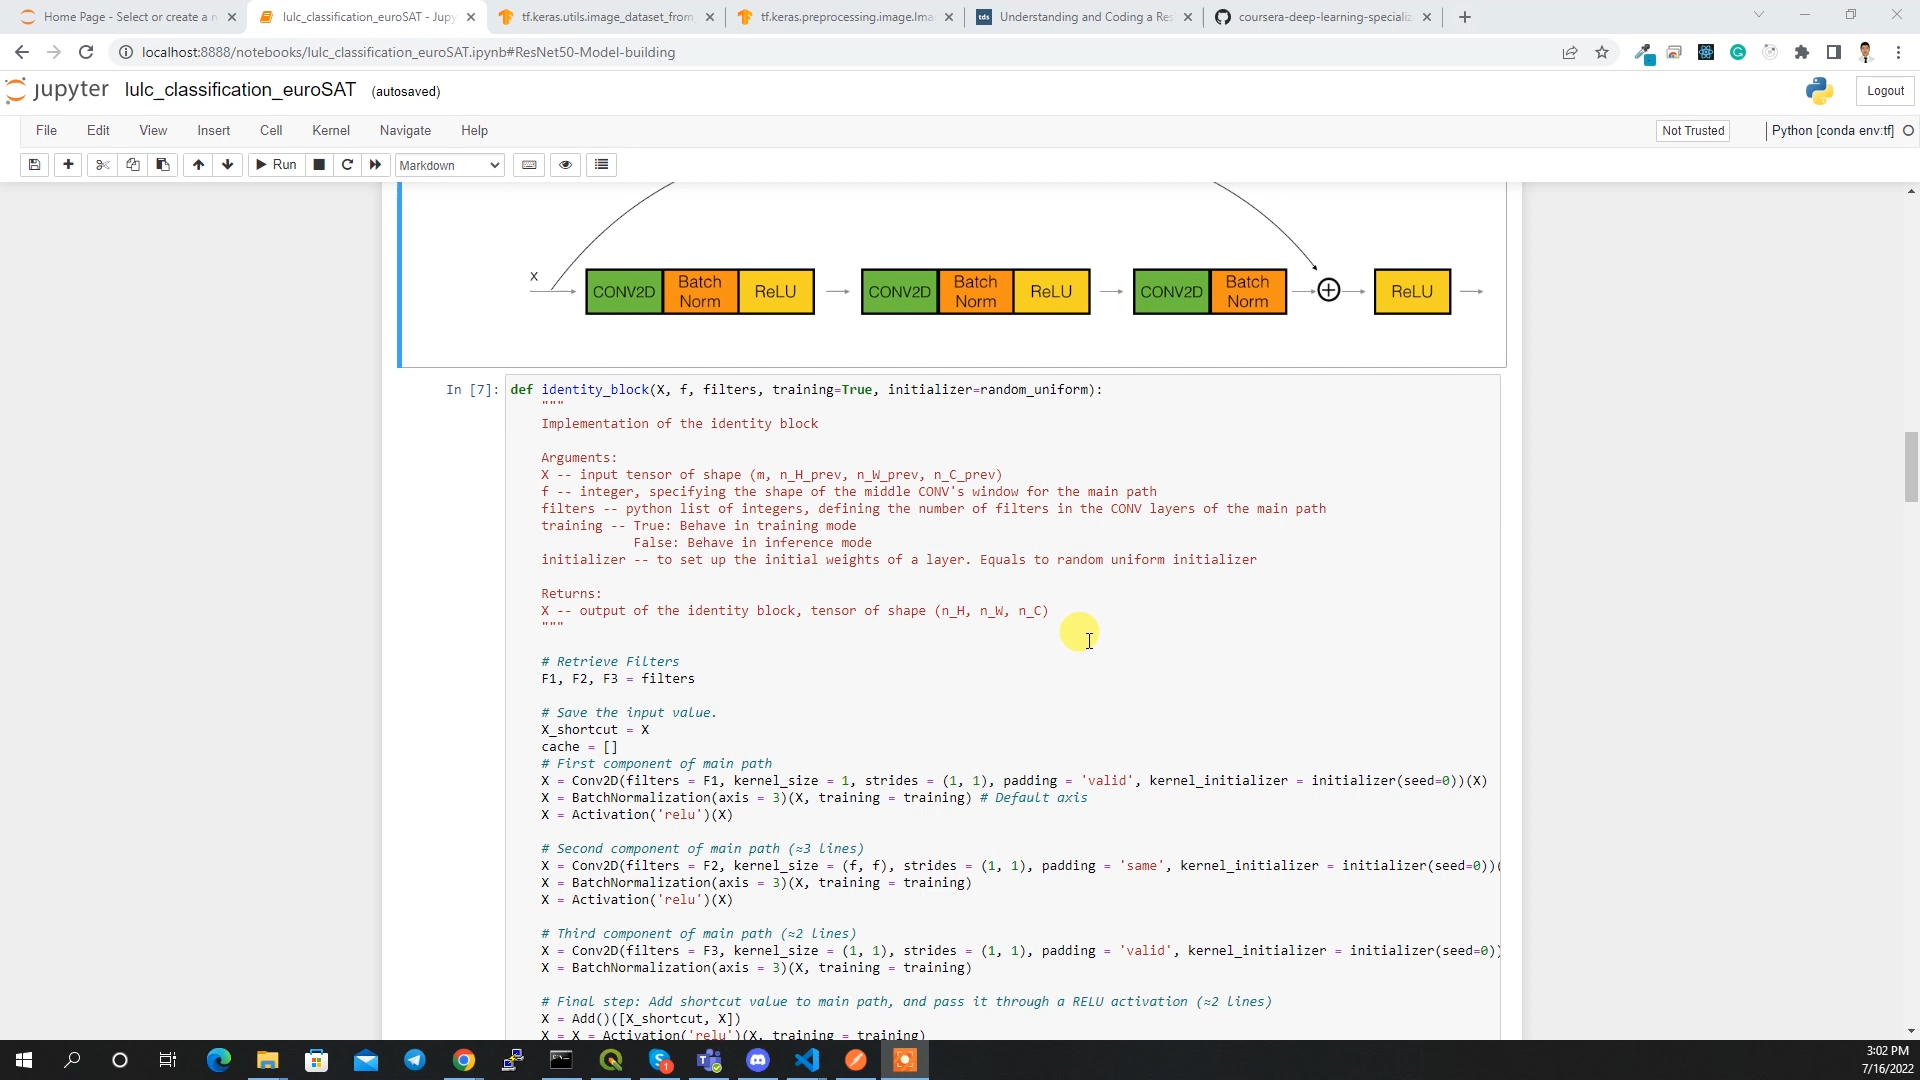 Home Page - Select or create a n
lulc_classification_euroSAT - Jupy
tf.keras.utils.image_dataset_from
tf.keras.preprocessing.image.Ima
tds Understanding and Coding a Res
coursera-deep-learning-specializ
localhost:8888/notebooks/lulc_classification_euroSAT.ipynb#ResNet50-Model-building
jupyter lulc_classification_euroSAT (autosaved)
Logout
File Edit View Insert Cell Kernel Navigate Help
Not Trusted
Python [conda env:tf]
Run
Markdown
X
CONV2D Batch Norm ReLU CONV2D Batch Norm ReLU CONV2D Batch Norm ReLU
In [7]: def identity_block(X, f, filters, training=True, initializer=random_uniform):
"""
Implementation of the identity block
Arguments:
X -- input tensor of shape (m, n_H_prev, n_W_prev, n_C_prev)
f -- integer, specifying the shape of the middle CONV's window for the main path
filters -- python list of integers, defining the number of filters in the CONV layers of the main path
training -- True: Behave in training mode
False: Behave in inference mode
initializer -- to set up the initial weights of a layer. Equals to random uniform initializer
Returns:
X -- output of the identity block, tensor of shape (n_H, n_W, n_C)
"""
# Retrieve Filters
F1, F2, F3 = filters
# Save the input value.
X_shortcut = X
cache = []
# First component of main path
X = Conv2D(filters = F1, kernel_size = 1, strides = (1, 1), padding = 'valid', kernel_initializer = initializer(seed=0))(X)
X = BatchNormalization(axis = 3)(X, training = training) # Default axis
X = Activation('relu')(X)
# Second component of main path (≈3 lines)
X = Conv2D(filters = F2, kernel_size = (f, f), strides = (1, 1), padding = 'same', kernel_initializer = initializer(seed=0))(
X = BatchNormalization(axis = 3)(X, training = training)
X = Activation('relu')(X)
# Third component of main path (≈2 lines)
X = Conv2D(filters = F3, kernel_size = (1, 1), strides = (1, 1), padding = 'valid', kernel_initializer = initializer(seed=0))
X = BatchNormalization(axis = 3)(X, training = training)
# Final step: Add shortcut value to main path, and pass it through a RELU activation (≈2 lines)
X = Add()([X_shortcut, X])
X = X = Activation('relu')(X, training = training)
3:02 PM
7/16/2022